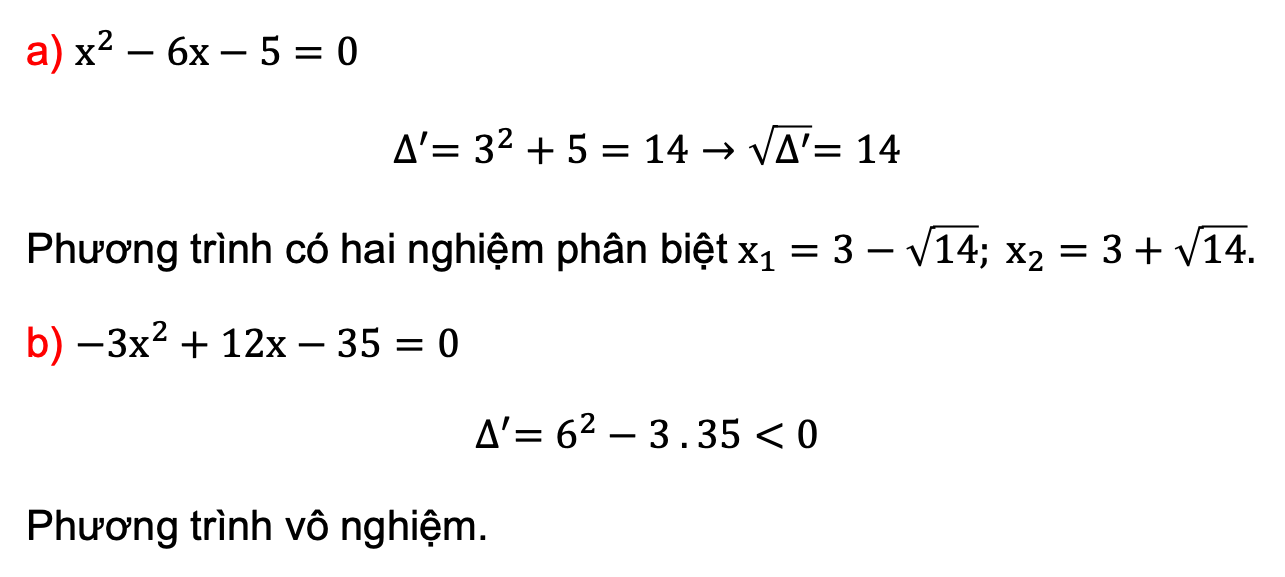 a) x² − 6x − 5 = 0
Δ′= 3² + 5 = 14 → √Δ′= 14
Phương trình có hai nghiệm phân biệt x₁ = 3 − √14; x₂ = 3 + √14.
b) −3x² + 12x − 35 = 0
Δ′= 6² − 3 . 35 < 0
Phương trình vô nghiệm.